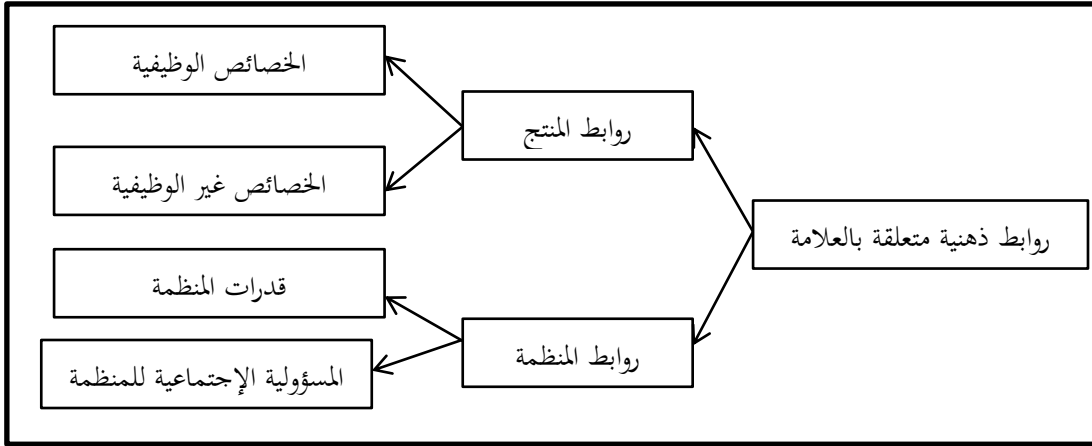 روابط ذهنية متعلقة بالعلامة
روابط المنتج
الخصائص الوظيفية
الخصائص غير الوظيفية
روابط المنظمة
قدرات المنظمة
المسؤولية الإجتماعية للمنظمة